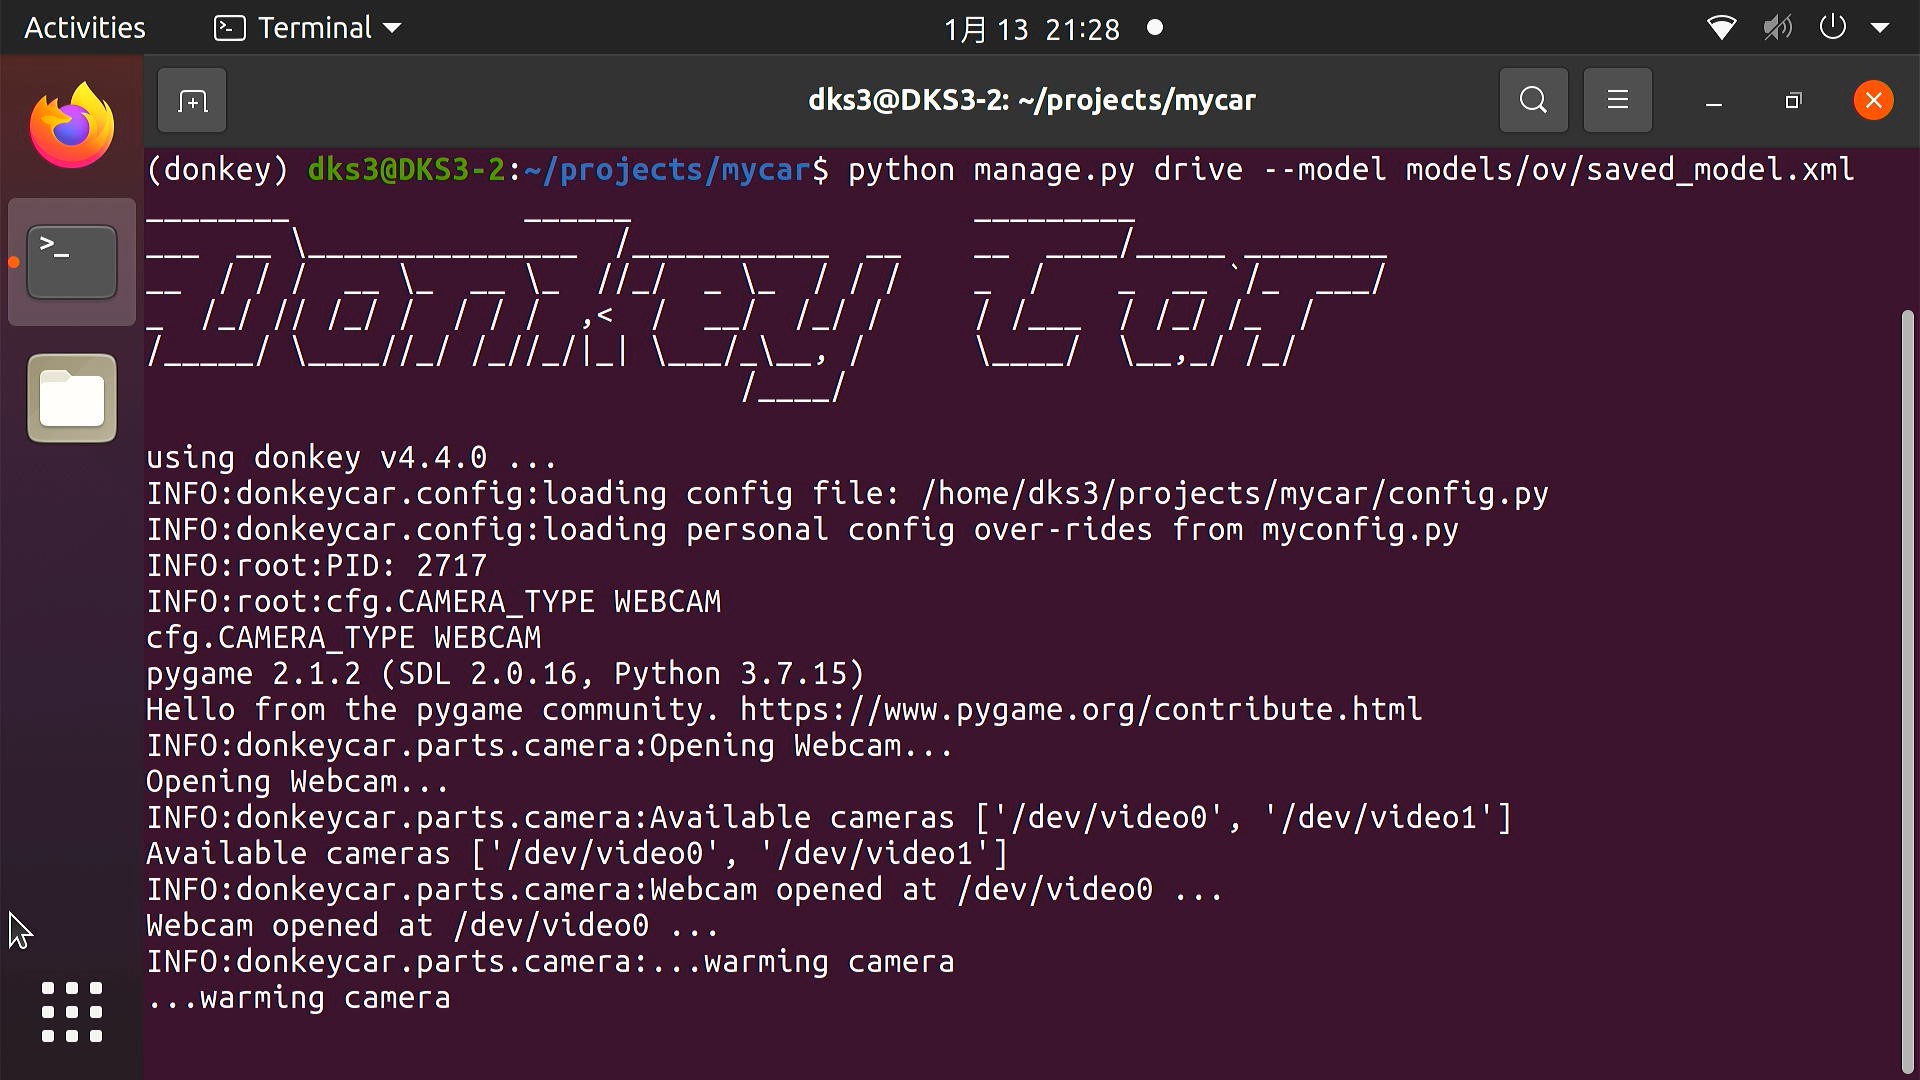 Activities
Terminal
1月 13 21:28
dks3@DKS3-2: ~/projects/mycar
(donkey) dks3@DKS3-2:~/projects/mycar$ python manage.py drive --model models/ov/saved_model.xml
Donkey Car
using donkey v4.4.0 ...
INFO:donkeycar.config:loading config file: /home/dks3/projects/mycar/config.py
INFO:donkeycar.config:loading personal config over-rides from myconfig.py
INFO:root:PID: 2717
INFO:root:cfg.CAMERA_TYPE WEBCAM
cfg.CAMERA_TYPE WEBCAM
pygame 2.1.2 (SDL 2.0.16, Python 3.7.15)
Hello from the pygame community. https://www.pygame.org/contribute.html
INFO:donkeycar.parts.camera:Opening Webcam...
Opening Webcam...
INFO:donkeycar.parts.camera:Available cameras ['/dev/video0', '/dev/video1']
Available cameras ['/dev/video0', '/dev/video1']
INFO:donkeycar.parts.camera:Webcam opened at /dev/video0 ...
Webcam opened at /dev/video0 ...
INFO:donkeycar.parts.camera:...warming camera
...warming camera